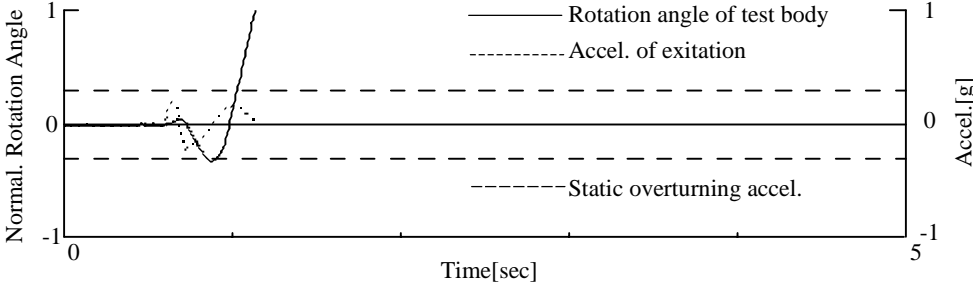 1
Rotation angle of test body
1
Accel. of exitation
0
0
Static overturning accel.
-1
-1
0
5
Time[sec]
Normal. Rotation Angle
Accel.[g]